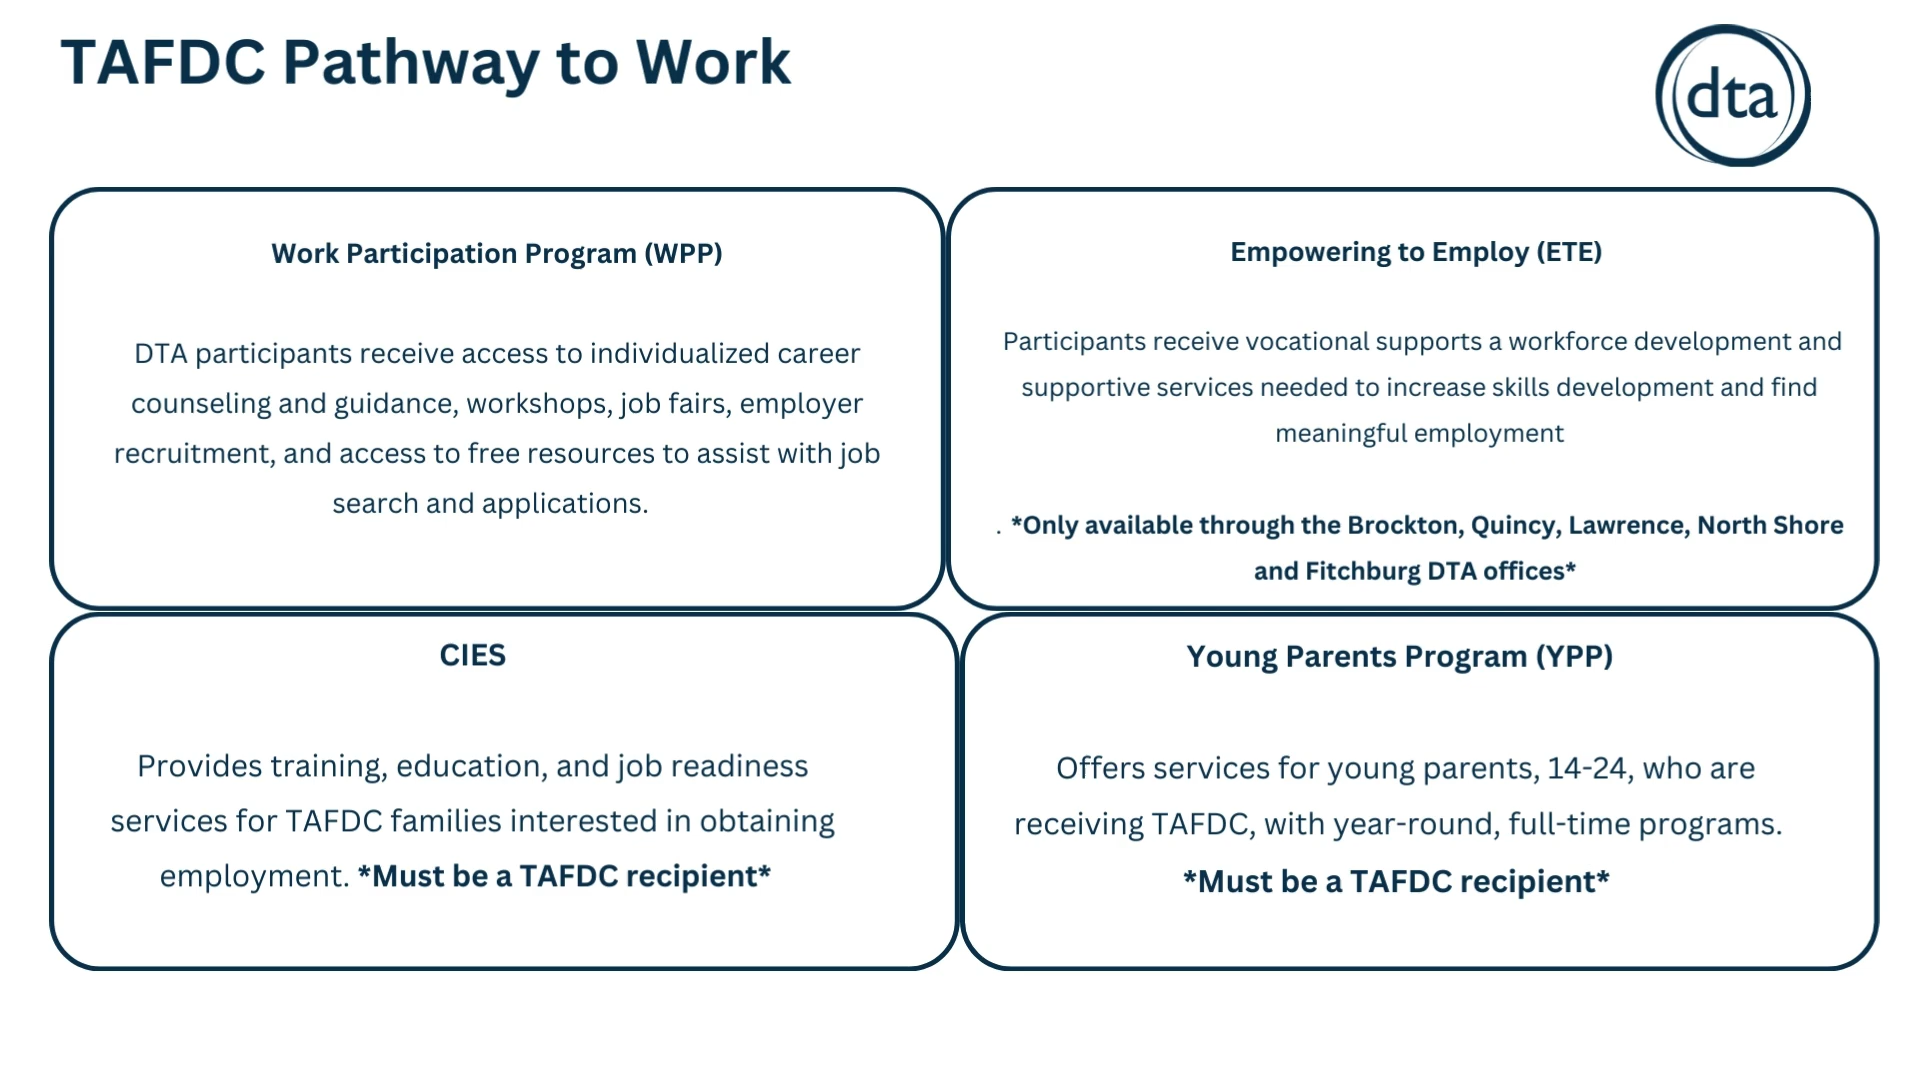 TAFDC Pathway to Work
dta
Work Participation Program (WPP)
DTA participants receive access to individualized career
counseling and guidance, workshops, job fairs, employer
recruitment, and access to free resources to assist with job
search and applications.
Empowering to Employ (ETE)
Participants receive vocational supports a workforce development and
supportive services needed to increase skills development and find
meaningful employment
. *Only available through the Brockton, Quincy, Lawrence, North Shore
and Fitchburg DTA offices*
CIES
Provides training, education, and job readiness
services for TAFDC families interested in obtaining
employment. *Must be a TAFDC recipient*
Young Parents Program (YPP)
Offers services for young parents, 14-24, who are
receiving TAFDC, with year-round, full-time programs.
*Must be a TAFDC recipient*